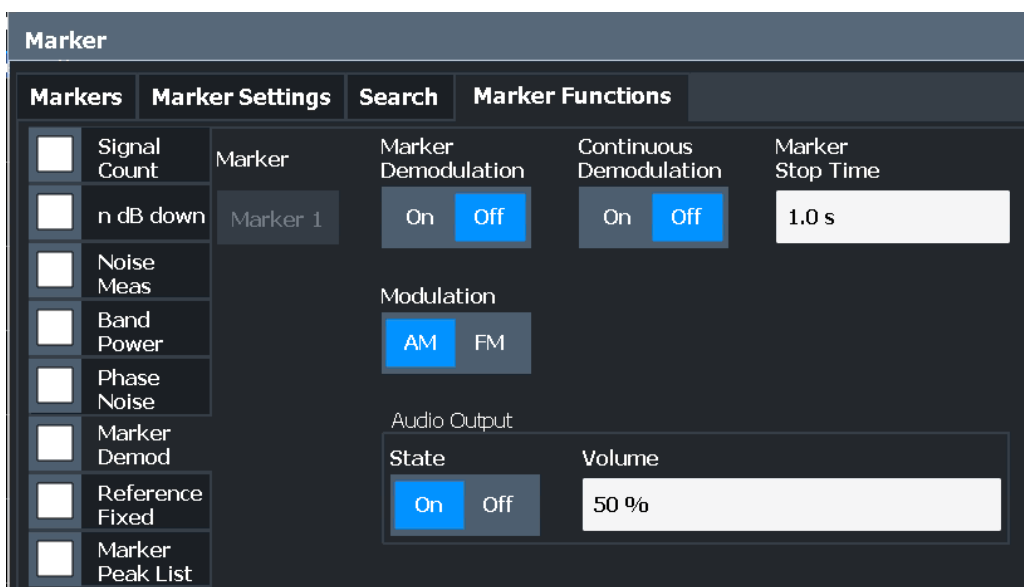 Marker
Markers Marker Settings Search Marker Functions
Signal
Count
n dB down
Noise
Meas
Band
Power
Phase
Noise
Marker
Demod
Reference
Fixed
Marker
Peak List
Marker
Marker 1
Marker
Demodulation
On Off
Continuous
Demodulation
On Off
Marker
Stop Time
1.0 s
Modulation
AM FM
Audio Output
State
On Off
Volume
50 %